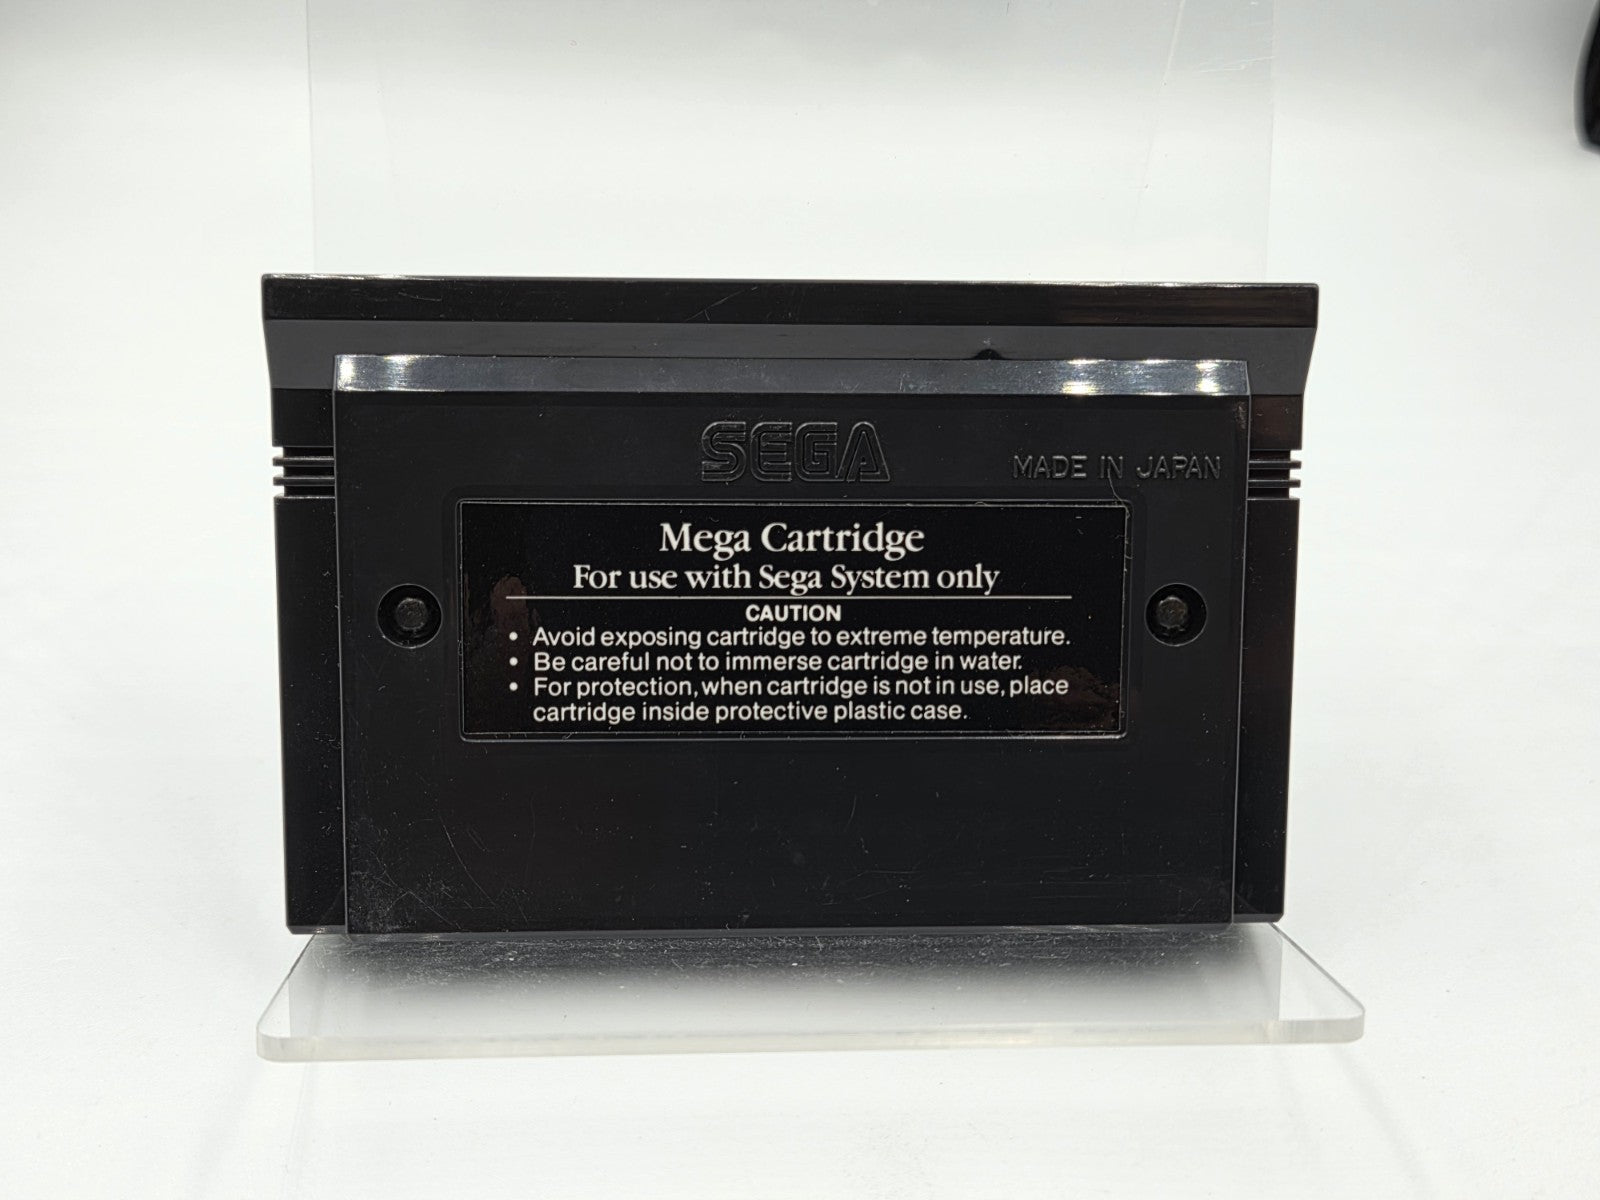 SEGA
MADE IN JAPAN
Mega Cartridge
For use with Sega System only
CAUTION
• Avoid exposing cartridge to extreme temperature.
• Be careful not to immerse cartridge in water.
• For protection, when cartridge is not in use, place
cartridge inside protective plastic case.